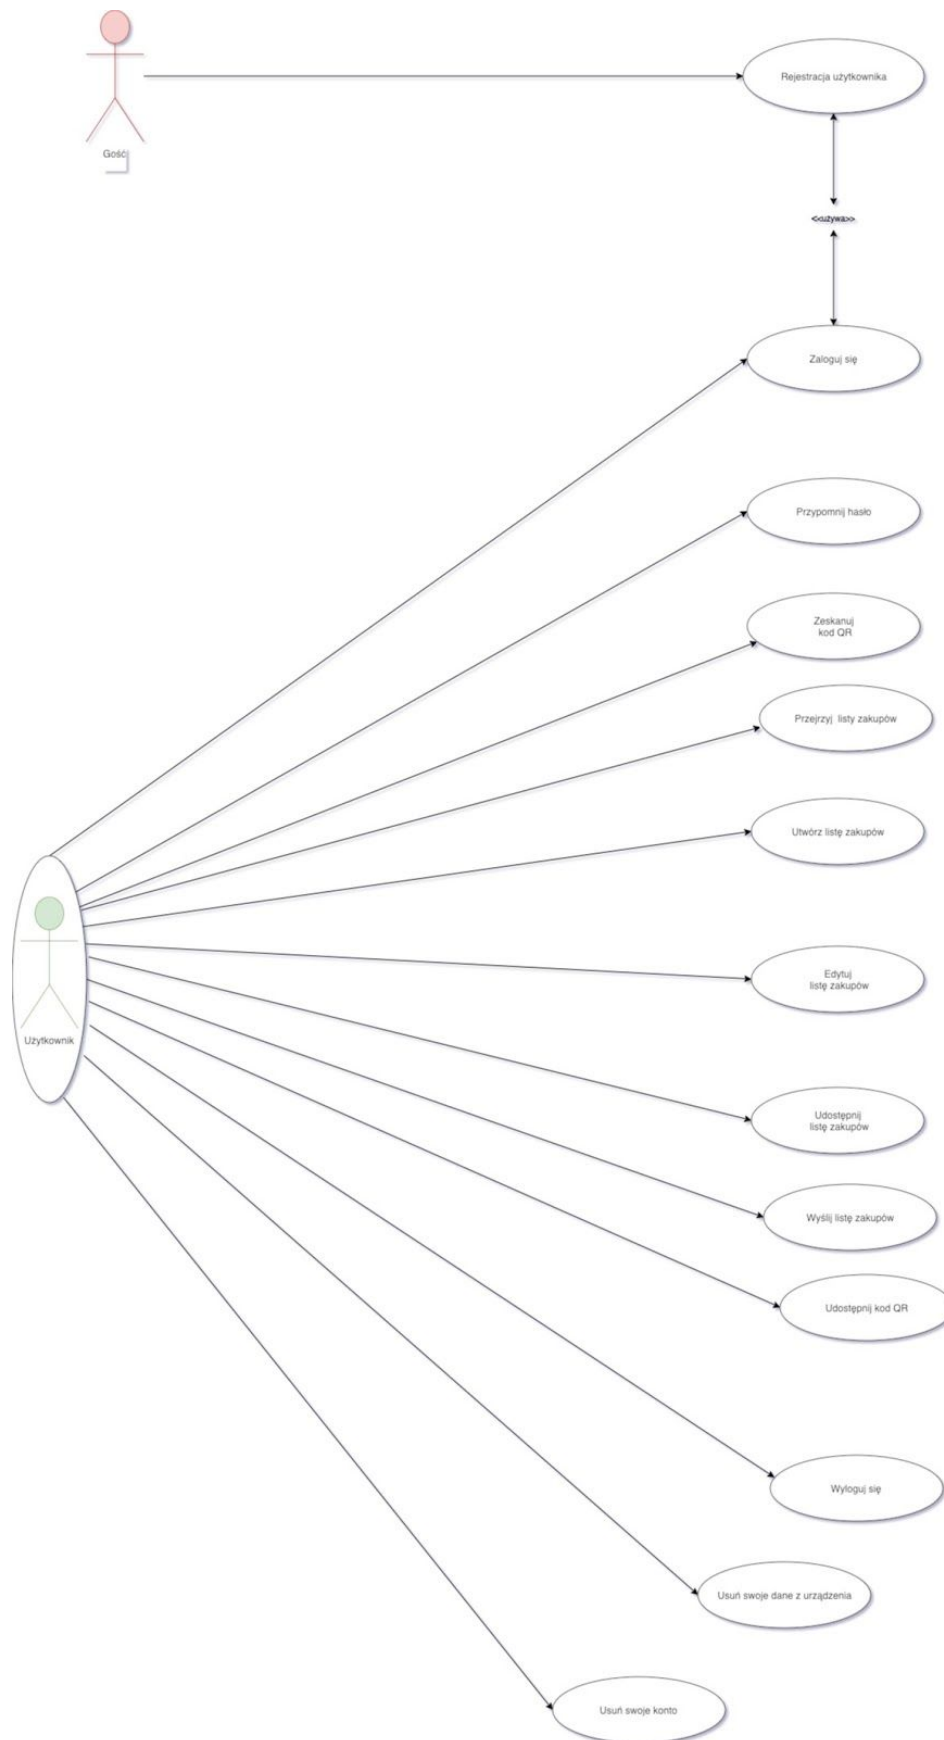 Gość
Rejestracja użytkownika
<<używa>>
Zaloguj się
Przypomnij hasło
Zeskanuj
kod QR
Przejrzyj listy zakupów
Utwórz listę zakupów
Użytkownik
Edytuj
listę zakupów
Udostępnij
listę zakupów
Wyślij listę zakupów
Udostępnij kod QR
Wyloguj się
Usuń swoje dane z urządzenia
Usuń swoje konto